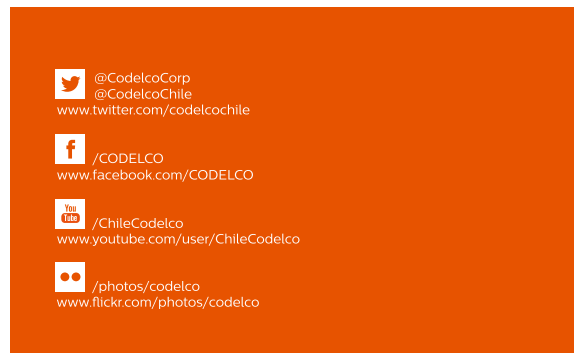 @CodelcoCorp
@CodelcoChile
www.twitter.com/codelcochile
f
/CODELCO
www.facebook.com/CODELCO
You
Tube
/ChileCodelco
www.youtube.com/user/ChileCodelco
/photos/codelco
www.flickr.com/photos/codelco